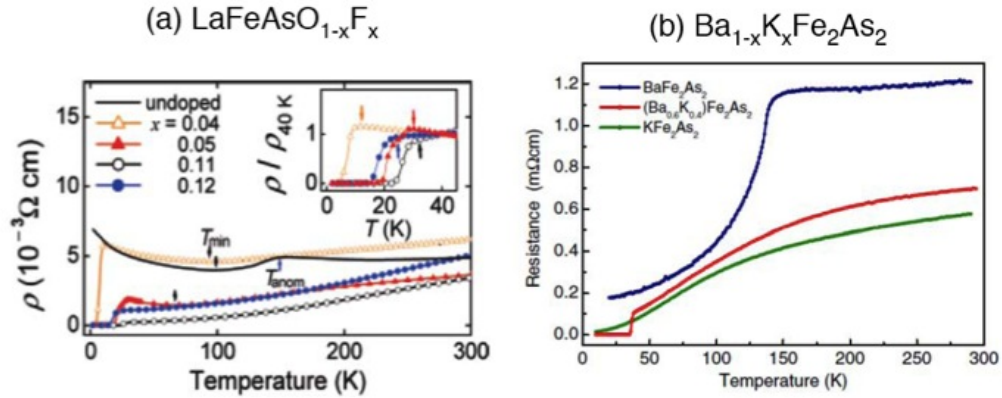 (a) LaFeAsO1-xFx
15
10
5
0
ρ (10⁻³Ω cm)
undoped
x = 0.04
0.05
0.11
0.12
ρ / ρ40 K
1
0
0
20
40
T (K)
Tmin
Tanom
0
100
200
300
Temperature (K)
(b) Ba1-xKxFe2As2
1.2
1.0
0.8
0.6
0.4
0.2
0.0
Resistance (mΩcm)
BaFe2As2
(Ba0.6K0.4)Fe2As2
KFe2As2
0
50
100
150
200
250
300
Temperature (K)